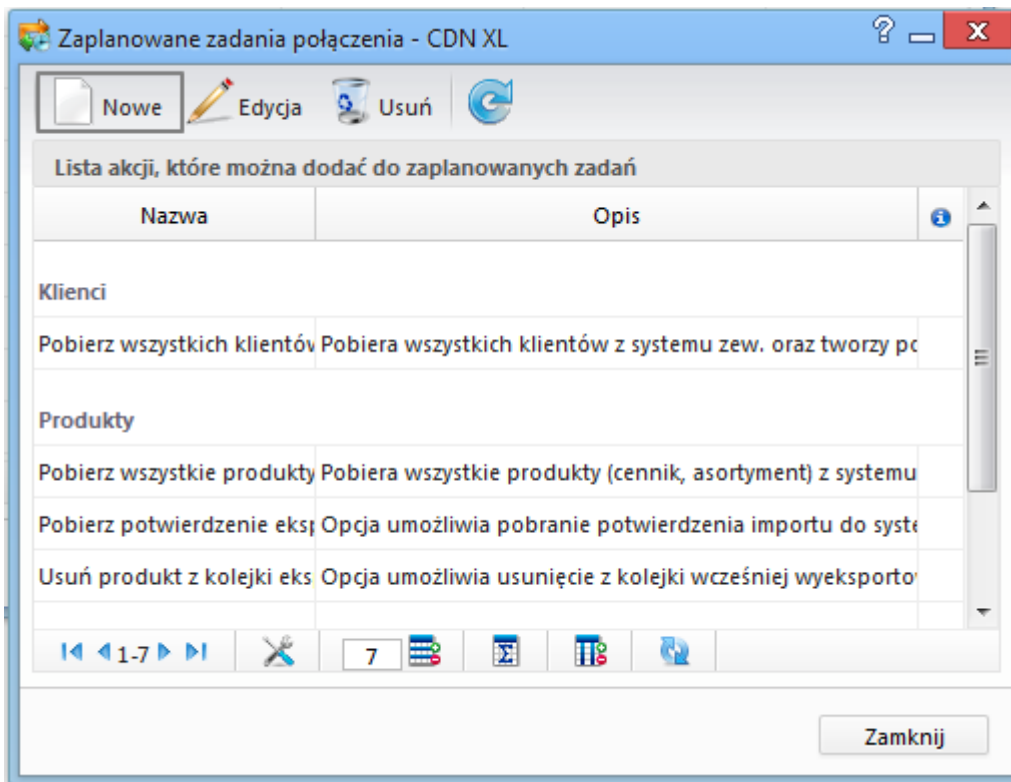 Zaplanowane zadania połączenia - CDN XL
Nowe Edycja Usuń
Lista akcji, które można dodać do zaplanowanych zadań
Nazwa Opis
Klienci
Pobierz wszystkich klientów Pobiera wszystkich klientów z systemu zew. oraz tworzy po
Produkty
Pobierz wszystkie produkty Pobiera wszystkie produkty (cennik, asortyment) z systemu
Pobierz potwierdzenie eksp Opcja umożliwia pobranie potwierdzenia importu do syste
Usuń produkt z kolejki eks Opcja umożliwia usunięcie z kolejki wcześniej wyeksporto
1-7 7
Zamknij